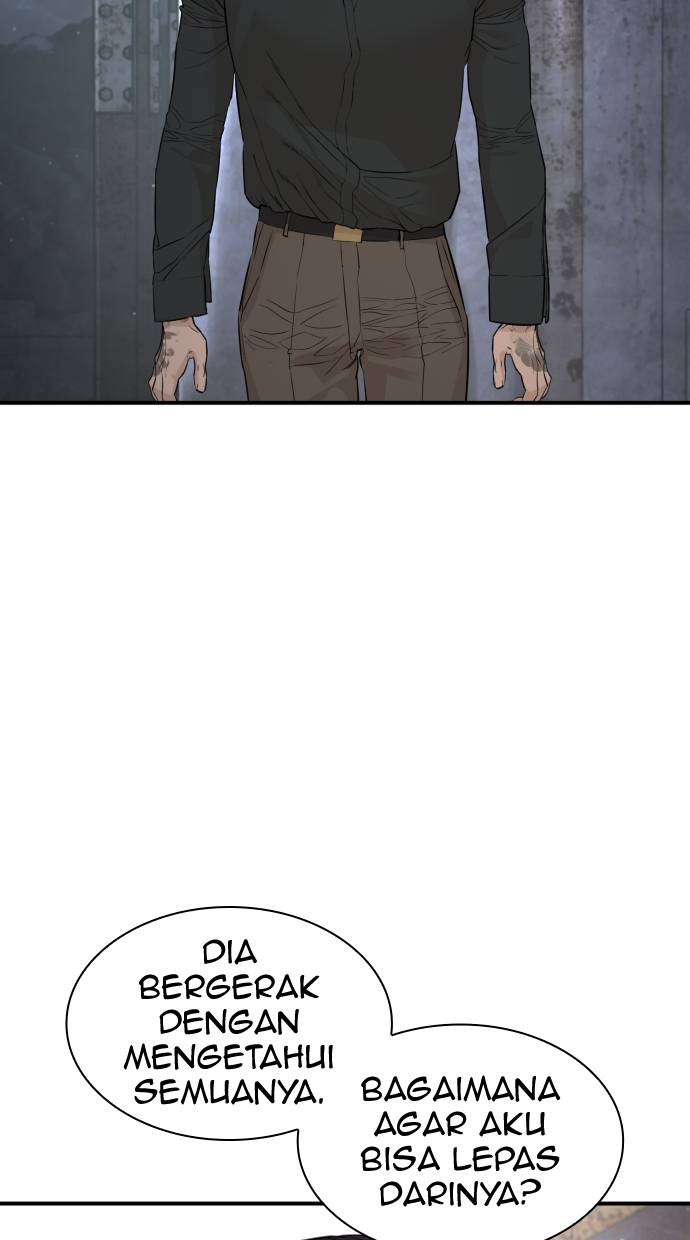 DIA
BERGERAK
DENGAN
MENGETAHUI
SEMUANYA.
BAGAIMANA
AGAR AKU
BISA LEPAS
DARINYA?